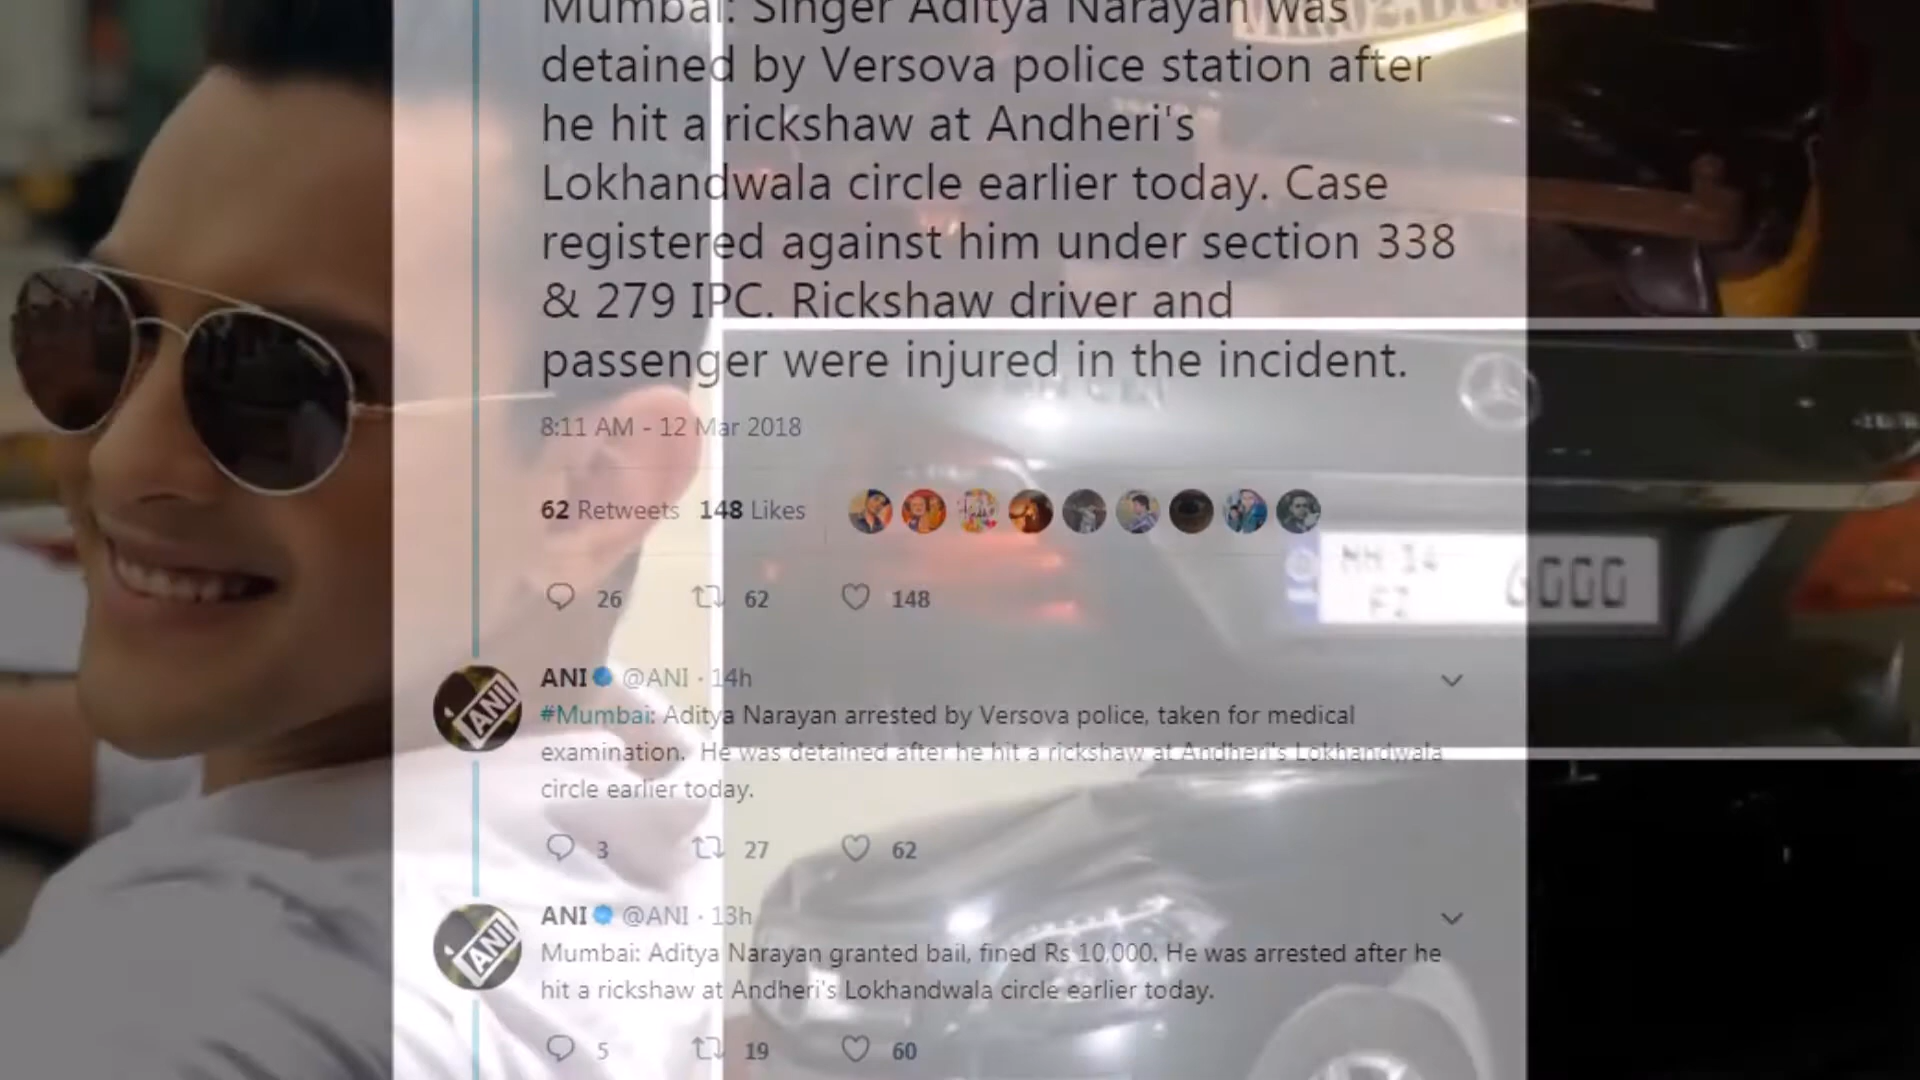 Mumbai: Singer Aditya Narayan was
detained by Versova police station after
he hit a rickshaw at Andheri's
Lokhandwala circle earlier today. Case
registered against him under section 338
& 279 IPC. Rickshaw driver and
passenger were injured in the incident.
8:11 AM - 12 Mar 2018
62 Retweets 148 Likes
26 62 148
ANI @ANI · 14h
#Mumbai: Aditya Narayan arrested by Versova police, taken for medical
examination. He was detained after he hit a rickshaw at Andheri's Lokhandwala
circle earlier today.
3 27 62
ANI @ANI · 13h
Mumbai: Aditya Narayan granted bail, fined Rs 10,000. He was arrested after he
hit a rickshaw at Andheri's Lokhandwala circle earlier today.
5 19 60
ANI
ANI
MH 14